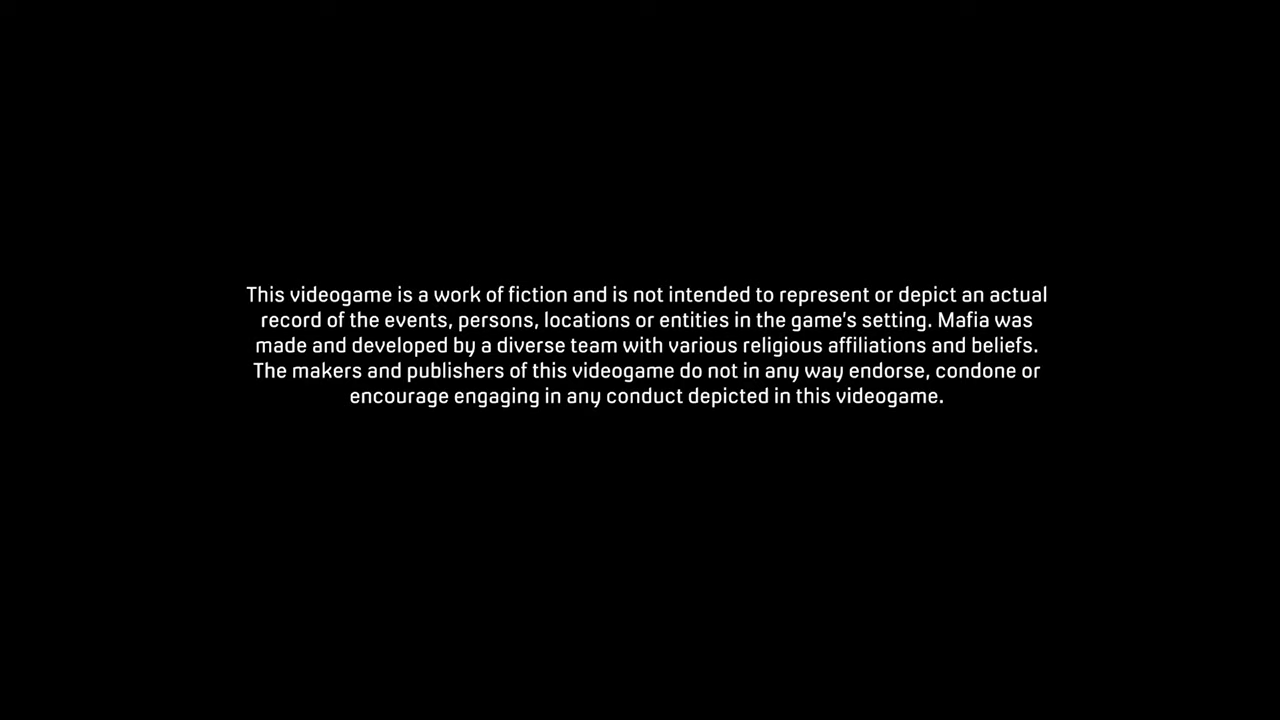 This videogame is a work of fiction and is not intended to represent or depict an actual
record of the events, persons, locations or entities in the game's setting. Mafia was
made and developed by a diverse team with various religious affiliations and beliefs.
The makers and publishers of this videogame do not in any way endorse, condone or
encourage engaging in any conduct depicted in this videogame.